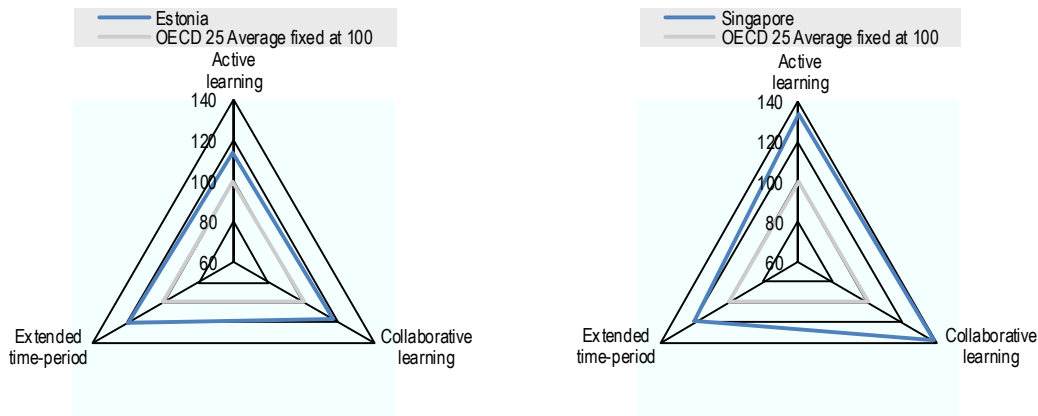 Estonia
OECD 25 Average fixed at 100
Active
learning
140
120
100
80
60
Extended
time-period
Collaborative
learning
Singapore
OECD 25 Average fixed at 100
Active
learning
140
120
100
80
60
Extended
time-period
Collaborative
learning